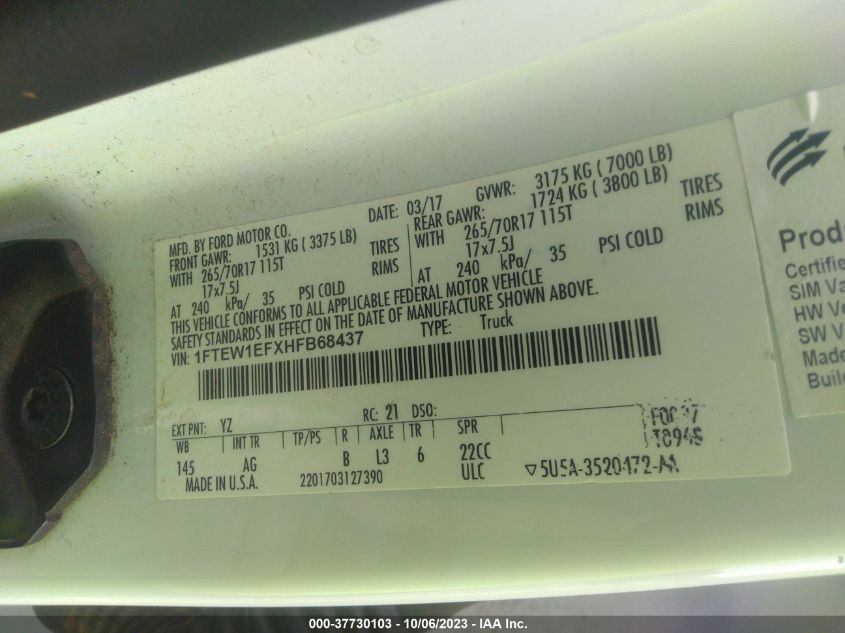 MFD. BY FORD MOTOR CO.
DATE: 03/17 GVWR: 3175 KG ( 7000 LB)
FRONT GAWR: 1531 KG ( 3375 LB)
REAR GAWR: 1724 KG ( 3800 LB)
WITH 265/70R17 115T TIRES
WITH 265/70R17 115T TIRES
17x7.5J RIMS
17x7.5J RIMS
AT 240 kPa/ 35 PSI COLD
AT 240 kPa/ 35 PSI COLD
THIS VEHICLE CONFORMS TO ALL APPLICABLE FEDERAL MOTOR VEHICLE
SAFETY STANDARDS IN EFFECT ON THE DATE OF MANUFACTURE SHOWN ABOVE.
VIN: 1FTEW1EFXHFB68437 TYPE: Truck
EXT PNT: YZ RC: 21 DSO:
WB INT TR TP/PS R AXLE TR SPR
145 AG B L3 6 22CC
MADE IN U.S.A. 2201703127390 ULC
5U5A-3520472-AA
Certifie
SIM Va
HW Ve
SW V
Made
Buil
000-37730103 - 10/06/2023 - IAA Inc.